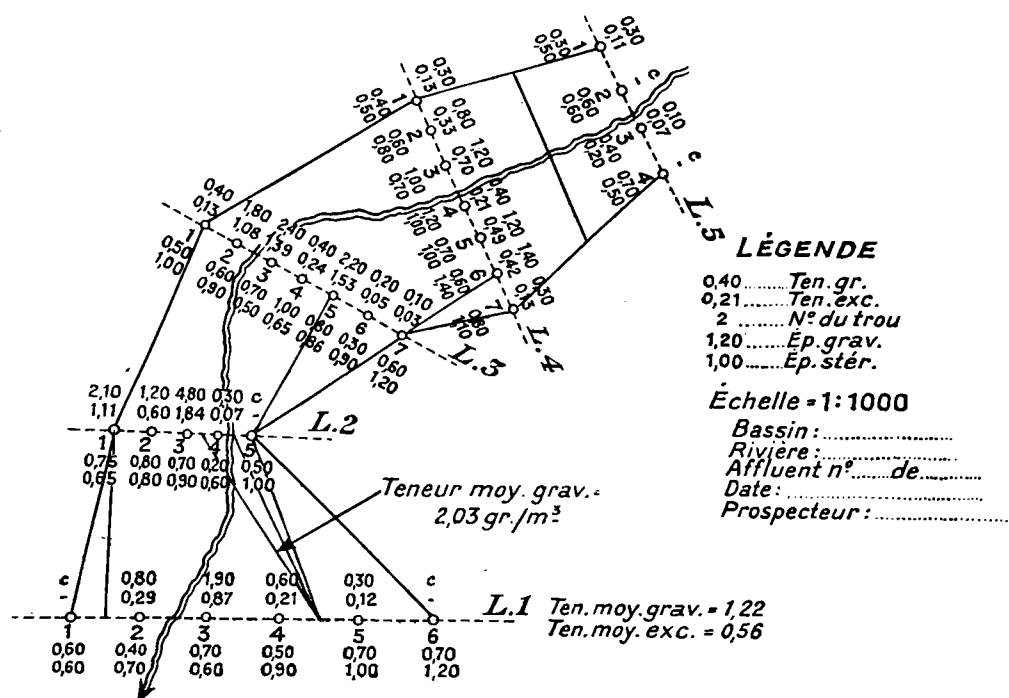 0,30
0,11
1
0,30
0,50
c
-
2
0,60
0,60
0,10
0,07
3
0,40
0,20
c
-
4
0,70
0,50
L.5
0,30
0,13
1
0,40
0,50
0,80
0,33
2
0,60
0,80
1,20
0,70
3
1,00
0,70
0,40
0,21
4
1,20
1,00
1,20
0,49
5
0,70
1,00
1,40
0,42
6
0,60
1,40
0,30
0,13
7
0,80
1,10
L.4
0,40 1,80 2,40 0,40 2,20 0,20 0,10
0,13 1,08 1,39 0,24 1,53 0,05 0,03
1 2 3 4 5 6 7
0,50 0,60 0,70 1,00 0,80 0,30 0,60
1,00 0,90 0,50 0,65 0,86 0,90 1,20
L.3
2,10 1,20 4,80 0,30 c
1,11 0,60 1,84 0,07 -
1 2 3 4 5
L.2
0,75 0,80 0,70 0,20 0,50
0,65 0,80 0,90 0,60 1,00
Teneur moy. grav. =
2,03 gr./m³
c 0,80 1,90 0,60 0,30 c
- 0,29 0,87 0,21 0,12 -
L.1
1 2 3 4 5 6
0,60 0,40 0,70 0,50 0,70 0,70
0,60 0,70 0,60 0,90 1,00 1,20
Ten. moy. grav. = 1,22
Ten. moy. exc. = 0,56
LÉGENDE
0,40 ........ Ten. gr.
0,21 ........ Ten. exc.
2 ........ Nº du trou
1,20 ........ Ép. grav.
1,00 ........ Ép. stér.
Échelle = 1:1000
Bassin: ....................
Rivière: ....................
Affluent nº ...... de ..........
Date: ....................
Prospecteur: ....................